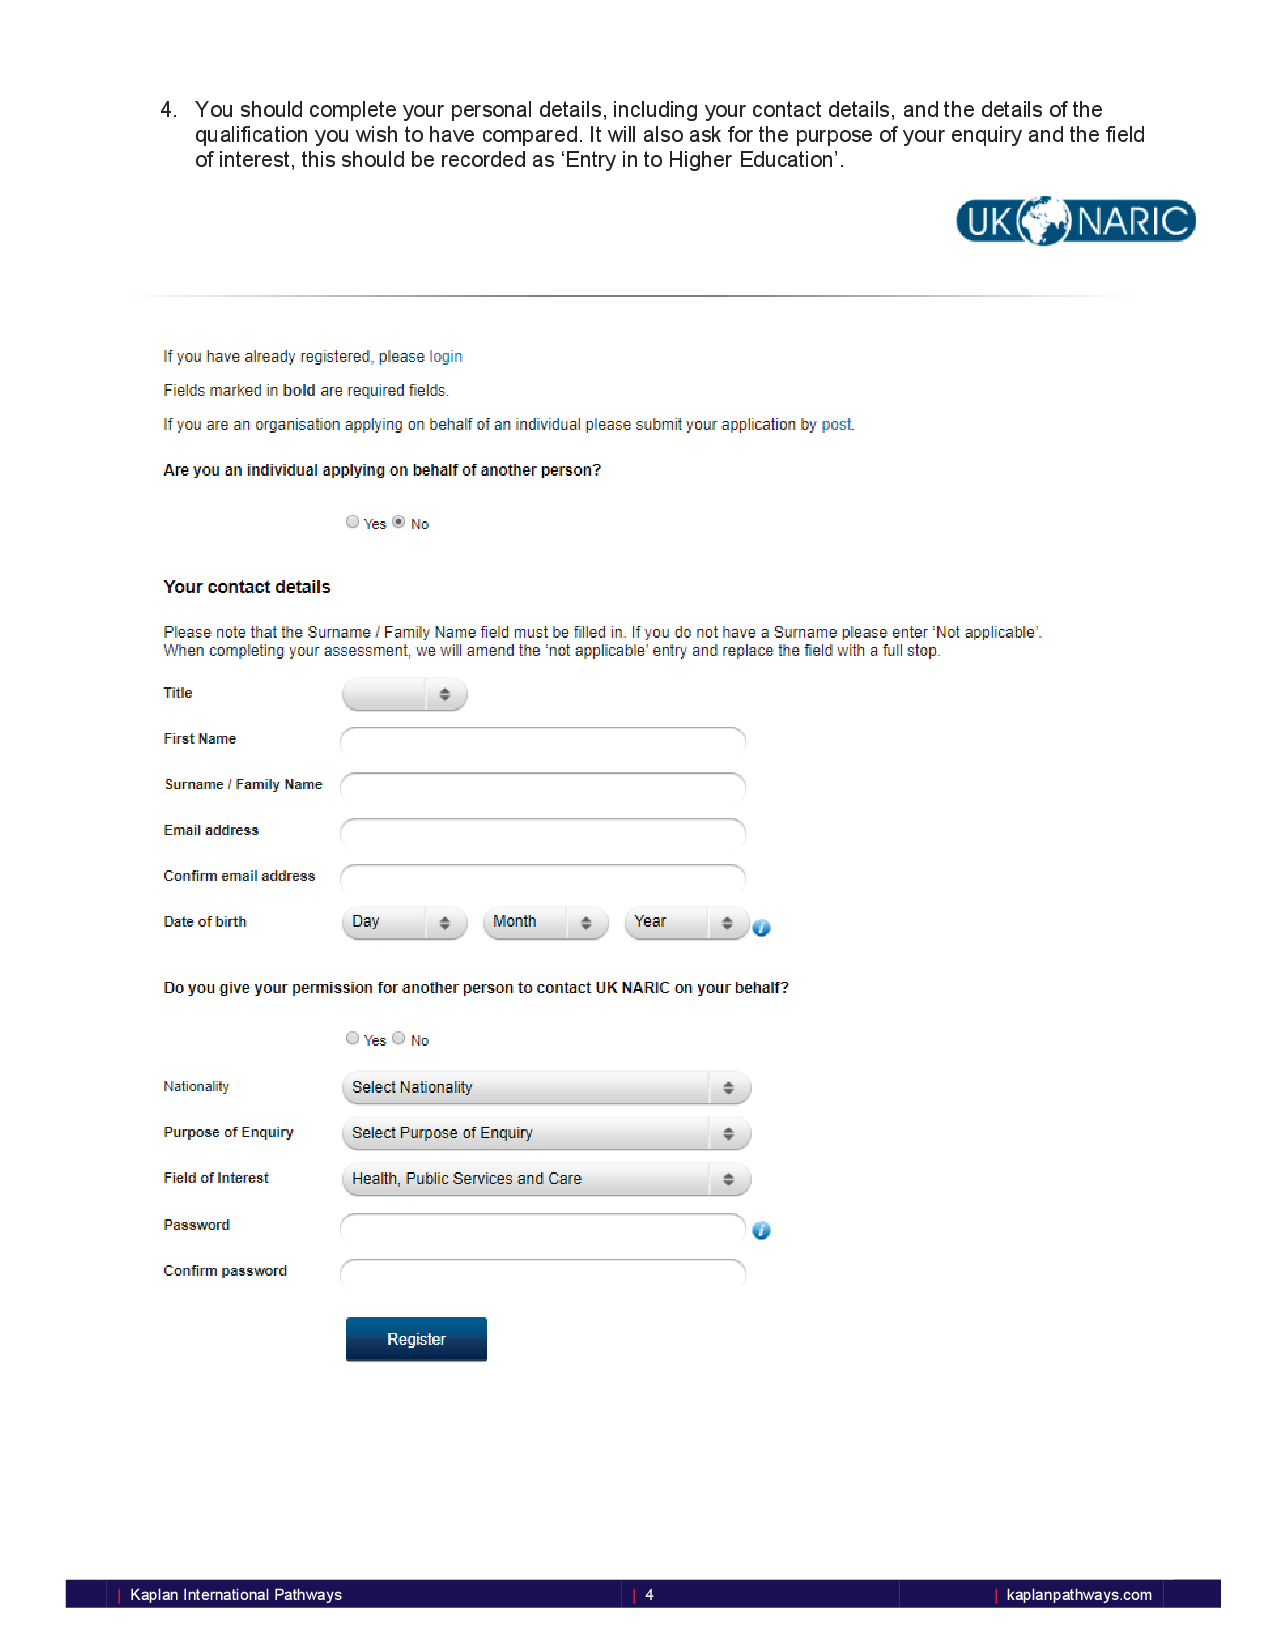 4. You should complete your personal details, including your contact details, and the details of the
qualification you wish to have compared. It will also ask for the purpose of your enquiry and the field
of interest, this should be recorded as ‘Entry in to Higher Education’.
UK NARIC
If you have already registered, please login
Fields marked in bold are required fields.
If you are an organisation applying on behalf of an individual please submit your application by post.
Are you an individual applying on behalf of another person?
Yes No
Your contact details
Please note that the Surname / Family Name field must be filled in. If you do not have a Surname please enter ‘Not applicable’.
When completing your assessment, we will amend the ‘not applicable’ entry and replace the field with a full stop.
Title
First Name
Surname / Family Name
Email address
Confirm email address
Date of birth Day Month Year
Do you give your permission for another person to contact UK NARIC on your behalf?
Yes No
Nationality Select Nationality
Purpose of Enquiry Select Purpose of Enquiry
Field of Interest Health, Public Services and Care
Password
Confirm password
Register
| Kaplan International Pathways | 4 | kaplanpathways.com